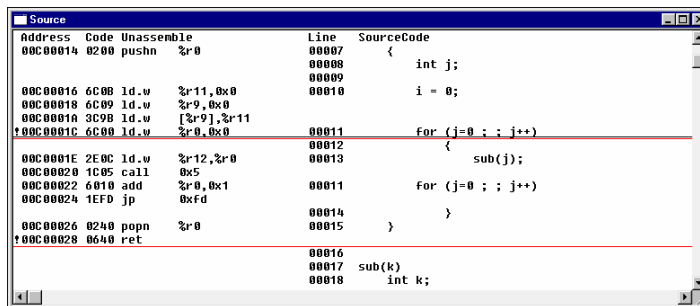 Source
Address Code Unassemble Line SourceCode
00C00014 0200 pushn %r0 00007 {
00008 int j;
00009
00C00016 6C0B ld.w %r11,0x0 00010 i = 0;
00C00018 6C09 ld.w %r9,0x0
00C0001A 3C9B ld.w [%r9],%r11
!00C0001C 6C00 ld.w %r0,0x0 00011 for (j=0 ; ; j++)
00012 {
00C0001E 2E0C ld.w %r12,%r0 00013 sub(j);
00C00020 1C05 call 0x5
00C00022 6010 add %r0,0x1 00011 for (j=0 ; ; j++)
00C00024 1EFD jp 0xfd
00014 }
00C00026 0240 popn %r0 00015 }
!00C00028 0640 ret
00016
00017 sub(k)
00018 int k;